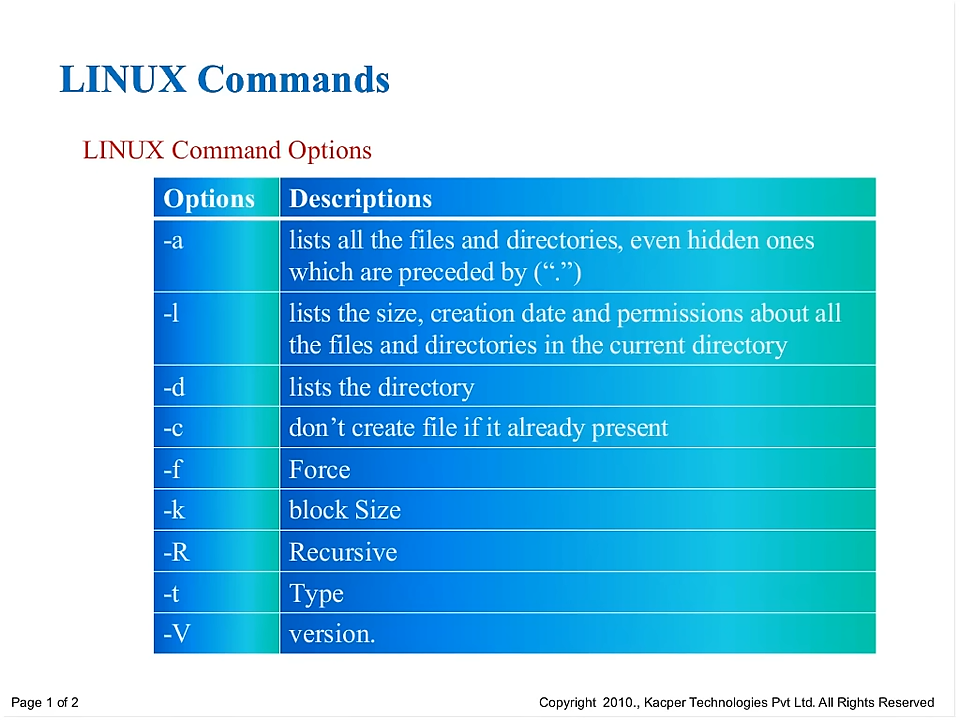 LINUX Commands
LINUX Command Options
Options Descriptions
-a lists all the files and directories, even hidden ones
which are preceded by (“.”)
-l lists the size, creation date and permissions about all
the files and directories in the current directory
-d lists the directory
-c don’t create file if it already present
-f Force
-k block Size
-R Recursive
-t Type
-V version.
Page 1 of 2 Copyright 2010., Kacper Technologies Pvt Ltd. All Rights Reserved